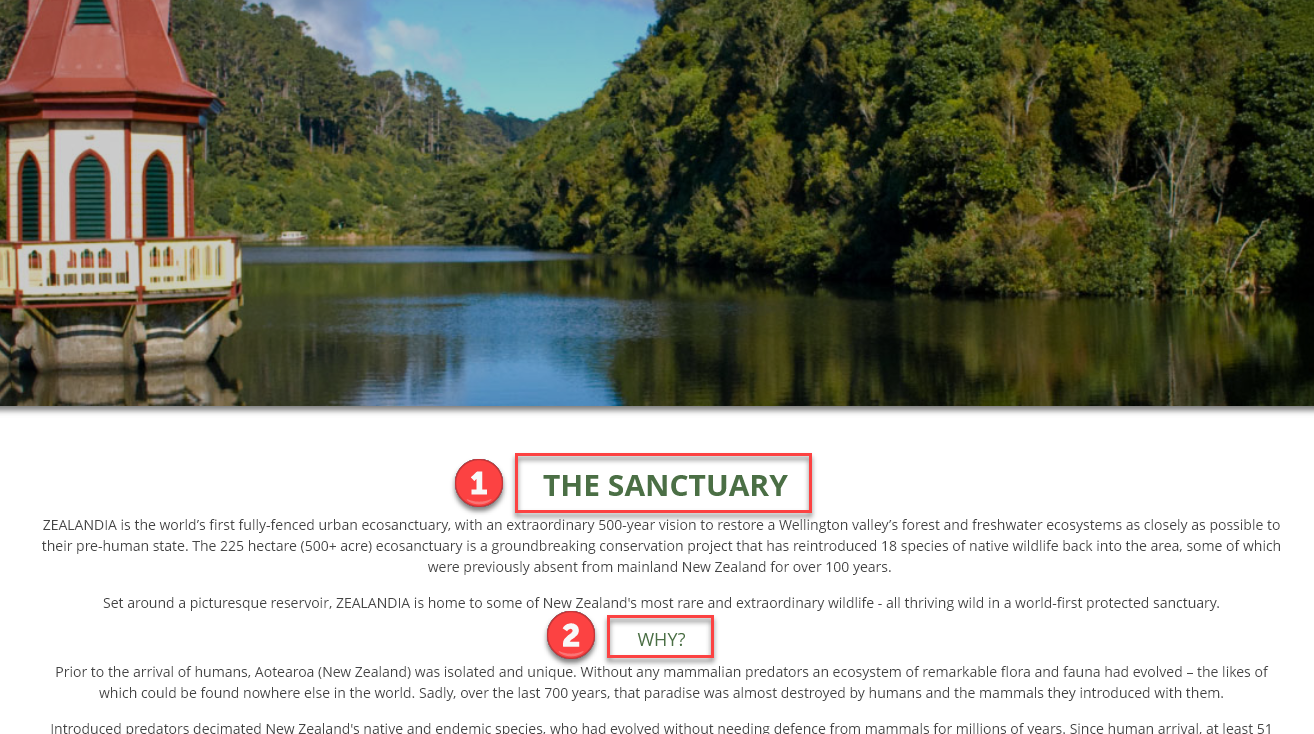 1 THE SANCTUARY
ZEALANDIA is the world’s first fully-fenced urban ecosanctuary, with an extraordinary 500-year vision to restore a Wellington valley’s forest and freshwater ecosystems as closely as possible to
their pre-human state. The 225 hectare (500+ acre) ecosanctuary is a groundbreaking conservation project that has reintroduced 18 species of native wildlife back into the area, some of which
were previously absent from mainland New Zealand for over 100 years.
Set around a picturesque reservoir, ZEALANDIA is home to some of New Zealand's most rare and extraordinary wildlife - all thriving wild in a world-first protected sanctuary.
2 WHY?
Prior to the arrival of humans, Aotearoa (New Zealand) was isolated and unique. Without any mammalian predators an ecosystem of remarkable flora and fauna had evolved – the likes of
which could be found nowhere else in the world. Sadly, over the last 700 years, that paradise was almost destroyed by humans and the mammals they introduced with them.
Introduced predators decimated New Zealand's native and endemic species, who had evolved without needing defence from mammals for millions of years. Since human arrival, at least 51